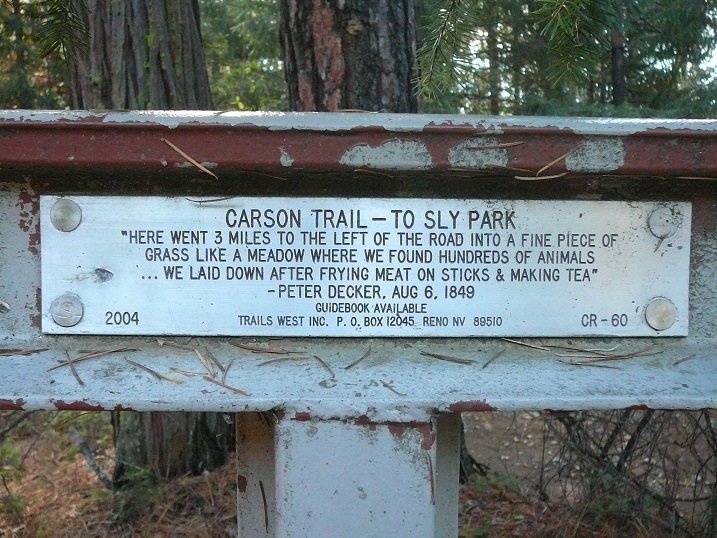 CARSON TRAIL – TO SLY PARK
"HERE WENT 3 MILES TO THE LEFT OF THE ROAD INTO A FINE PIECE OF
GRASS LIKE A MEADOW WHERE WE FOUND HUNDREDS OF ANIMALS
... WE LAID DOWN AFTER FRYING MEAT ON STICKS & MAKING TEA"
– PETER DECKER, AUG 6, 1849
GUIDEBOOK AVAILABLE
2004 TRAILS WEST INC. P. O. BOX 12045 RENO NV 89510 CR - 60